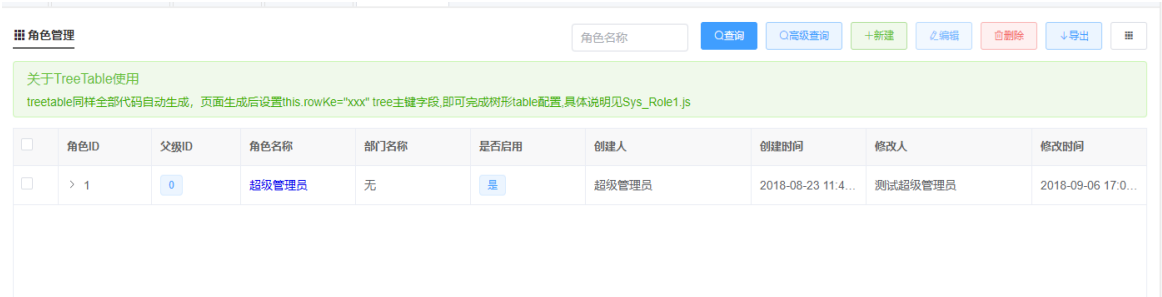 角色管理
角色名称
查询
高级查询
+新建
编辑
删除
导出
关于TreeTable使用
treetable同样全部代码自动生成，页面生成后设置this.rowKe="xxx" tree主键字段,即可完成树形table配置,具体说明见Sys_Role1.js
角色ID 父级ID 角色名称 部门名称 是否启用 创建人 创建时间 修改人 修改时间
1 0 超级管理员 无 是 超级管理员 2018-08-23 11:4... 测试超级管理员 2018-09-06 17:0...